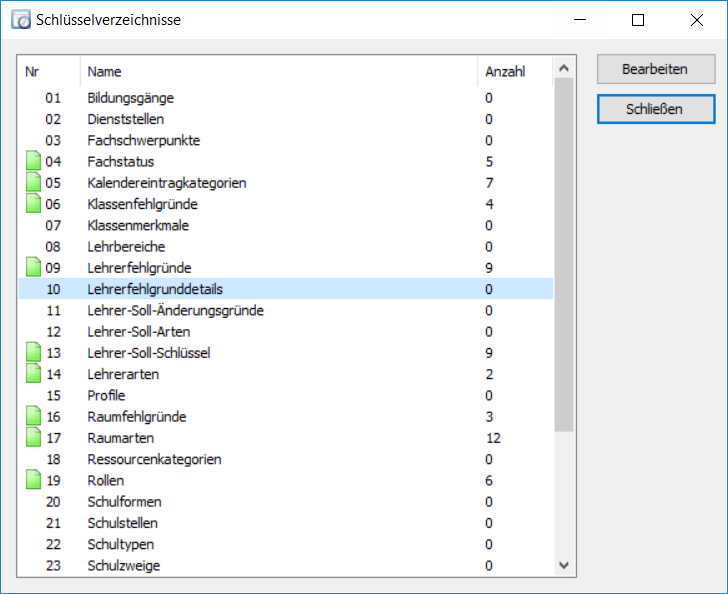 Schlüsselverzeichnisse
Nr Name Anzahl
01 Bildungsgänge 0
02 Dienststellen 0
03 Fachschwerpunkte 0
04 Fachstatus 5
05 Kalendereintragkategorien 7
06 Klassenfehlgründe 4
07 Klassenmerkmale 0
08 Lehrbereiche 0
09 Lehrerfehlgründe 9
10 Lehrerfehlgrunddetails 0
11 Lehrer-Soll-Änderungsgründe 0
12 Lehrer-Soll-Arten 0
13 Lehrer-Soll-Schlüssel 9
14 Lehrerarten 2
15 Profile 0
16 Raumfehlgründe 3
17 Raumarten 12
18 Ressourcenkategorien 0
19 Rollen 6
20 Schulformen 0
21 Schulstellen 0
22 Schultypen 0
23 Schulzweige 0
Bearbeiten
Schließen